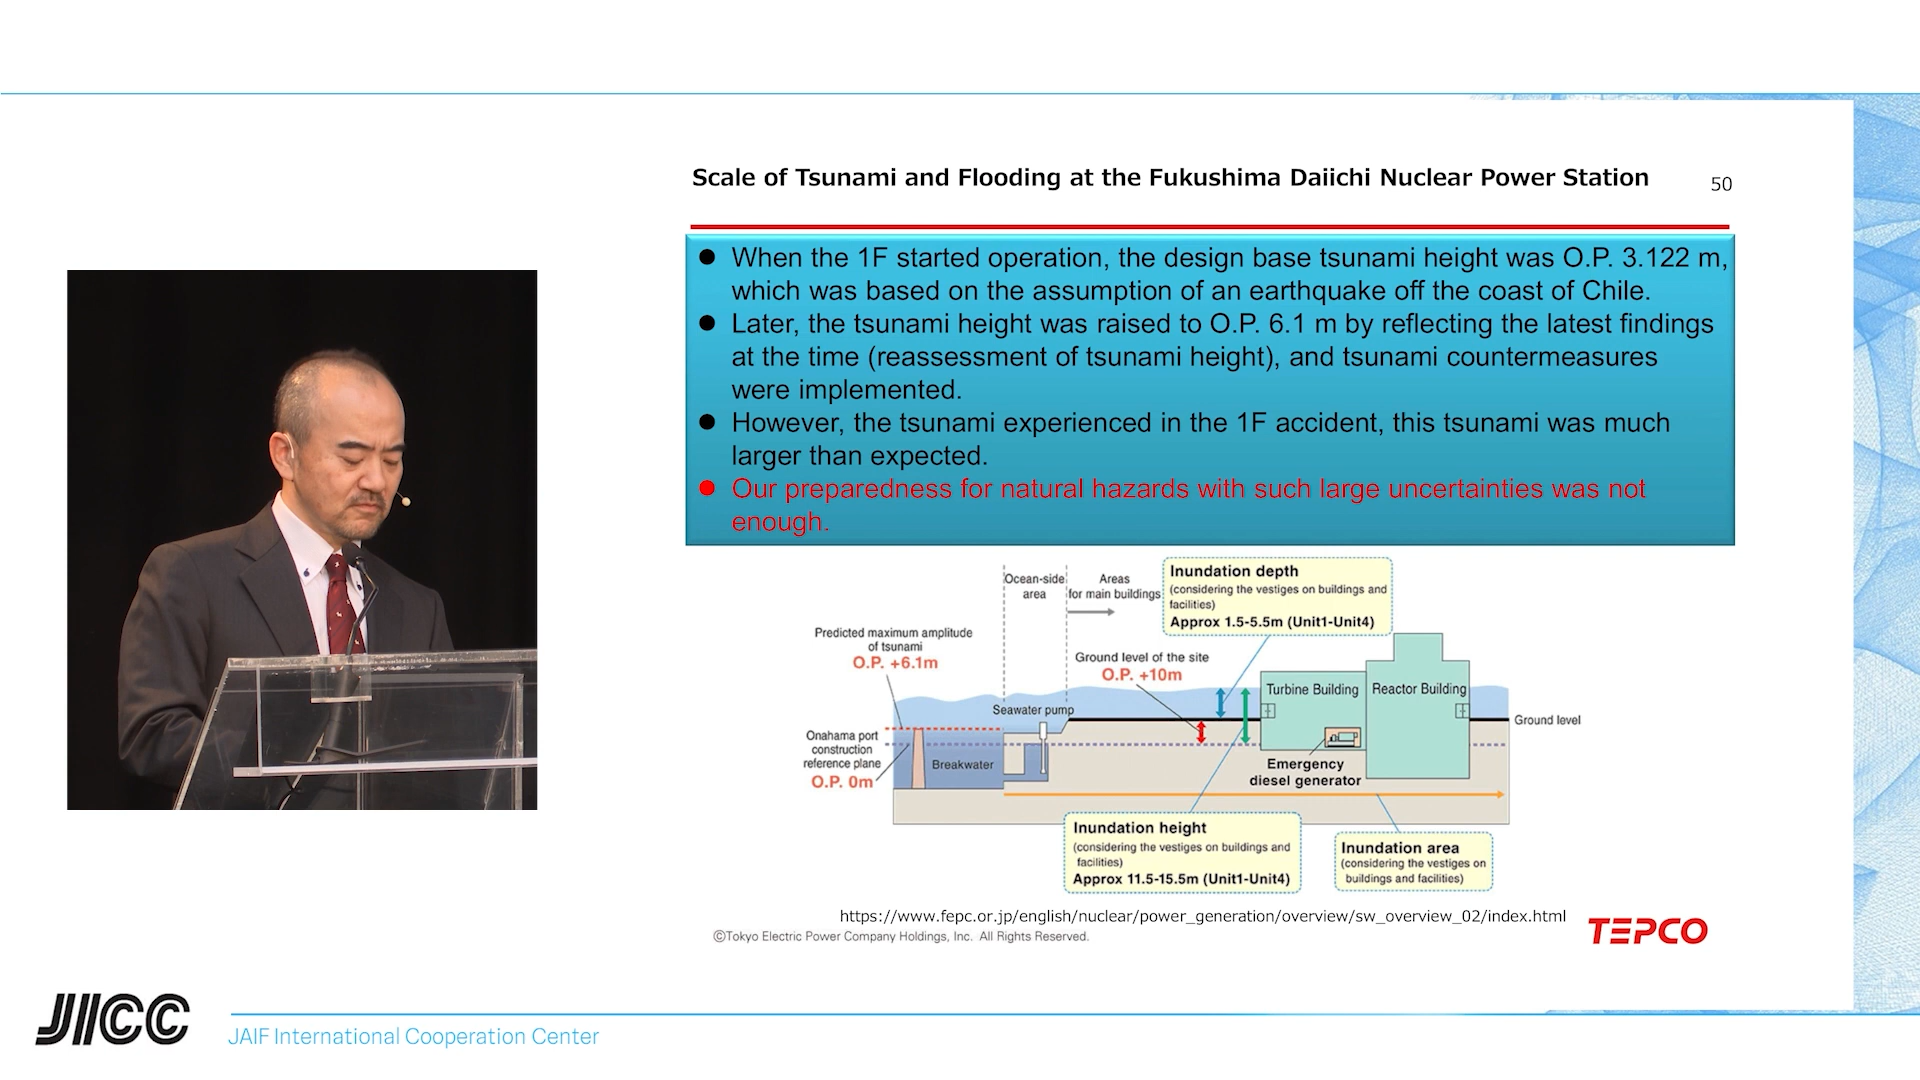 Scale of Tsunami and Flooding at the Fukushima Daiichi Nuclear Power Station
50
● When the 1F started operation, the design base tsunami height was O.P. 3.122 m,
which was based on the assumption of an earthquake off the coast of Chile.
● Later, the tsunami height was raised to O.P. 6.1 m by reflecting the latest findings
at the time (reassessment of tsunami height), and tsunami countermeasures
were implemented.
● However, the tsunami experienced in the 1F accident, this tsunami was much
larger than expected.
● Our preparedness for natural hazards with such large uncertainties was not
enough.
Inundation depth
(considering the vestiges on buildings and
facilities)
Approx 1.5-5.5m (Unit1-Unit4)
Ocean-side
area
Areas
for main buildings
Predicted maximum amplitude
of tsunami
O.P. +6.1m
Ground level of the site
O.P. +10m
Turbine Building
Reactor Building
Seawater pump
Ground level
Onahama port
construction
reference plane
O.P. 0m
Breakwater
Emergency
diesel generator
Inundation height
(considering the vestiges on buildings and
facilities)
Approx 11.5-15.5m (Unit1-Unit4)
Inundation area
(considering the vestiges on
buildings and facilities)
https://www.fepc.or.jp/english/nuclear/power_generation/overview/sw_overview_02/index.html
©Tokyo Electric Power Company Holdings, Inc. All Rights Reserved.
TEPCO
JICC
JAIF International Cooperation Center